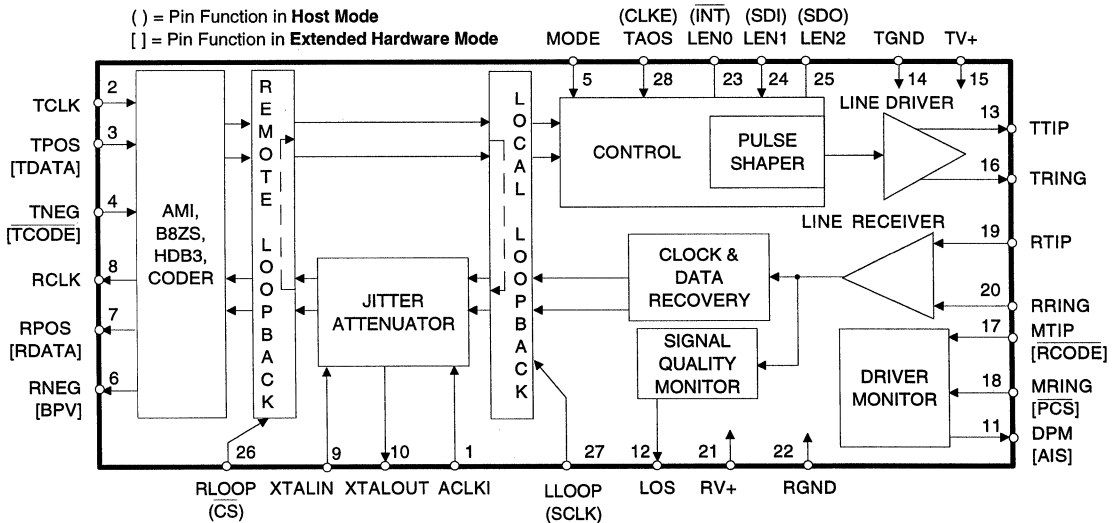 ( ) = Pin Function in Host Mode
[ ] = Pin Function in Extended Hardware Mode
(CLKE) (INT) (SDI) (SDO)
MODE TAOS LEN0 LEN1 LEN2 TGND TV+
5 28 23 24 25 14 15
TCLK 2
TPOS 3
[TDATA]
TNEG 4
[TCODE]
RCLK 8
RPOS 7
[RDATA]
RNEG 6
[BPV]
AMI,
B8ZS,
HDB3,
CODER
REMOTE LOOPBACK
JITTER
ATTENUATOR
LOCAL LOOPBACK
CONTROL
PULSE
SHAPER
LINE DRIVER
13 TTIP
16 TRING
LINE RECEIVER
CLOCK &
DATA
RECOVERY
SIGNAL
QUALITY
MONITOR
19 RTIP
20 RRING
17 MTIP
[RCODE]
DRIVER
MONITOR
18 MRING
[PCS]
11 DPM
[AIS]
26 9 10 1 27 12 21 22
RLOOP XTALIN XTALOUT ACLKI LLOOP LOS RV+ RGND
(CS) (SCLK)